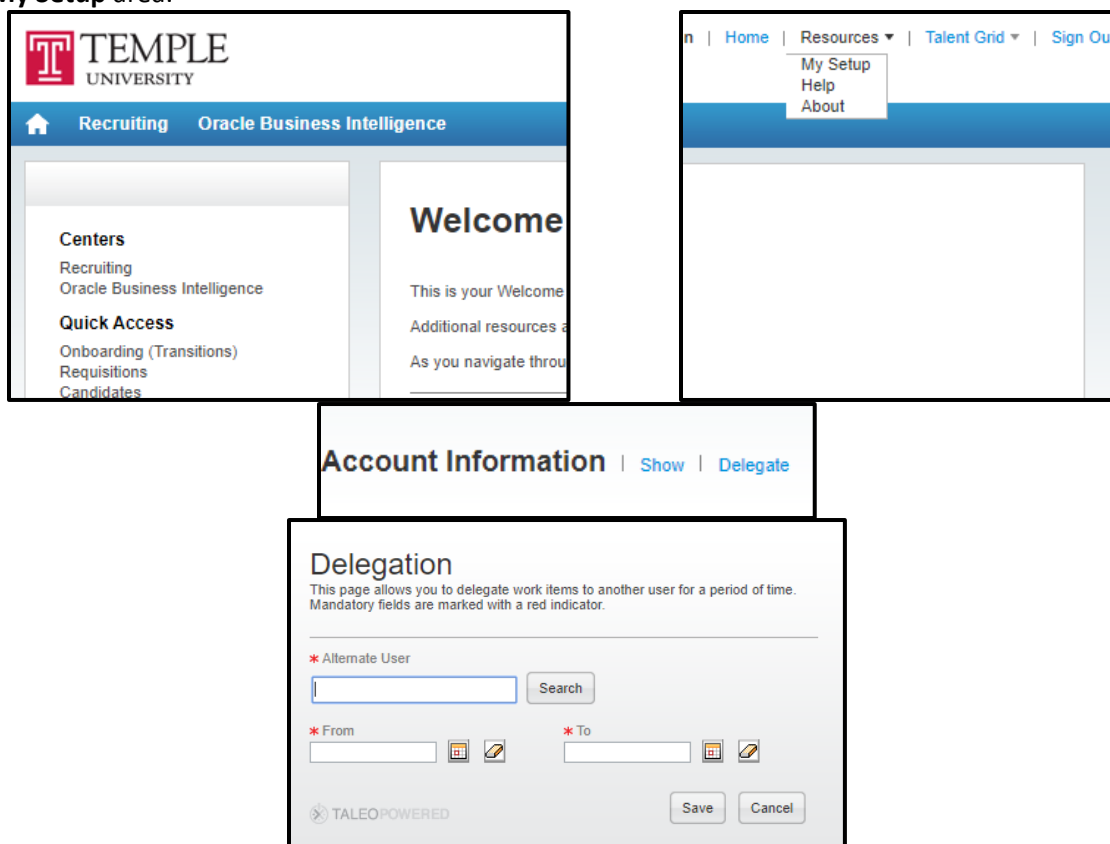 My Setup area.
TEMPLE
UNIVERSITY
Recruiting Oracle Business Intelligence
Centers
Recruiting
Oracle Business Intelligence
Quick Access
Onboarding (Transitions)
Requisitions
Candidates
Welcome
This is your Welcome
Additional resources a
As you navigate throu
n | Home | Resources ▾ | Talent Grid ▾ | Sign Ou
My Setup
Help
About
Account Information | Show | Delegate
Delegation
This page allows you to delegate work items to another user for a period of time.
Mandatory fields are marked with a red indicator.
* Alternate User
Search
* From * To
TALEOPOWERED
Save Cancel